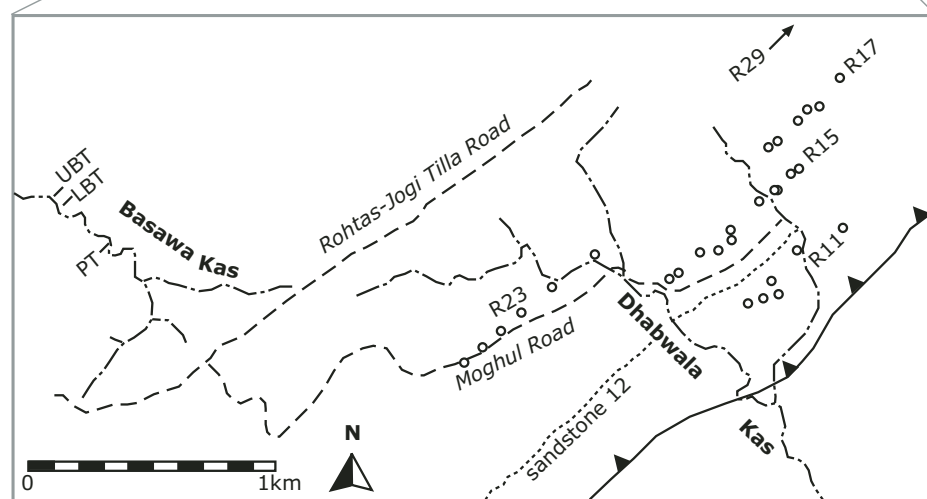 R29
R17
UBT
LBT
Rohtas-Jogi Tilla Road
R15
Basawa Kas
PT
R11
R23
Dhabwala
Moghul Road
sandstone 12
Kas
N
0
1km